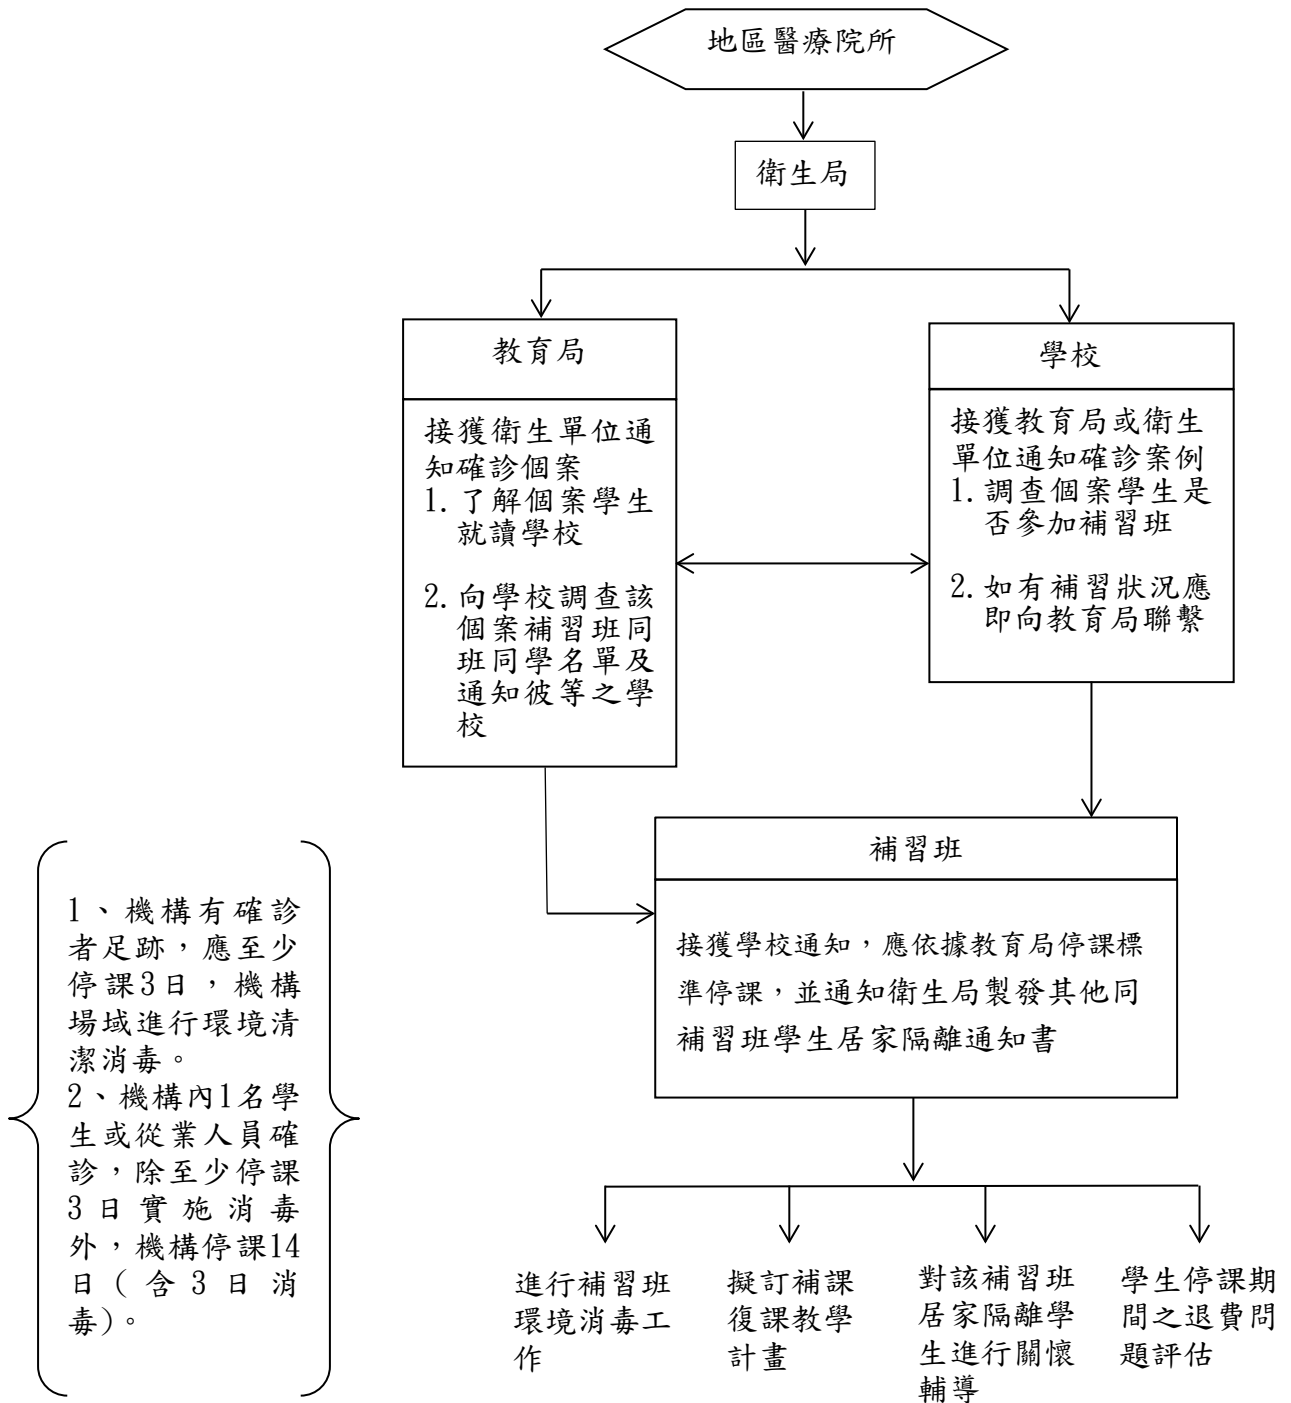 地區醫療院所
衛生局
教育局
接獲衛生單位通
知確診個案
1. 了解個案學生
就讀學校
2. 向學校調查該
個案補習班同
班同學名單及
通知彼等之學
校
學校
接獲教育局或衛生
單位通知確診案例
1. 調查個案學生是
否參加補習班
2. 如有補習狀況應
即向教育局聯繫
補習班
接獲學校通知，應依據教育局停課標
準停課，並通知衛生局製發其他同
補習班學生居家隔離通知書
1、機構有確診
者足跡，應至少
停課3日，機構
場域進行環境清
潔消毒。
2、機構內1名學
生或從業人員確
診，除至少停課
3日實施消毒
外，機構停課14
日(含3日消
毒)。
進行補習班
環境消毒工
作
擬訂補課
復課教學
計畫
對該補習班
居家隔離學
生進行關懷
輔導
學生停課期
間之退費問
題評估